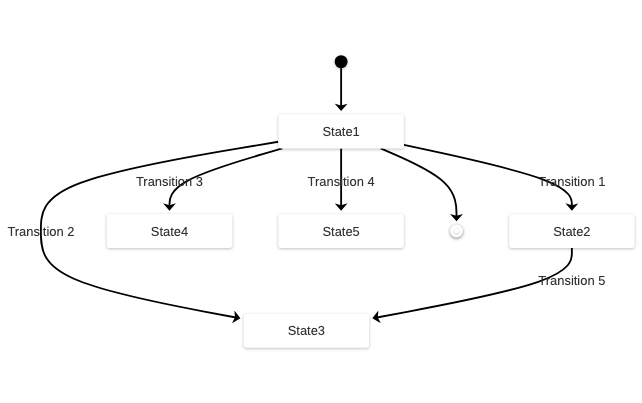 State1
Transition 3
Transition 4
Transition 1
Transition 2
State4
State5
State2
Transition 5
State3